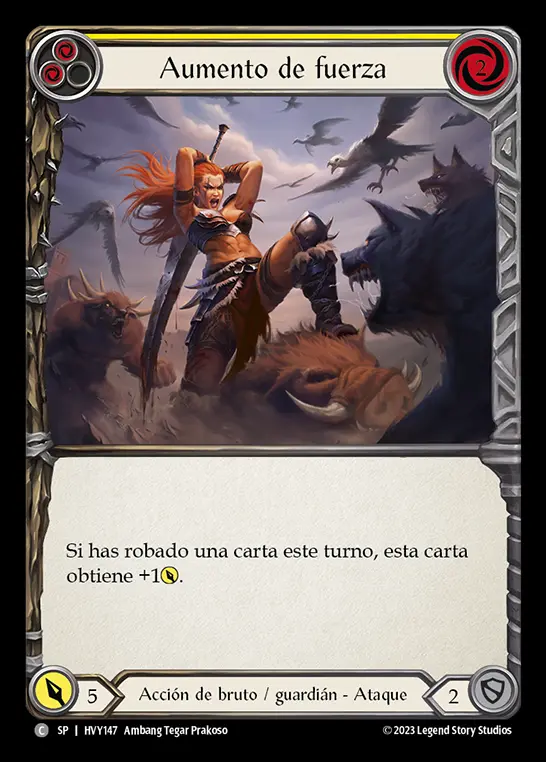 Aumento de fuerza
2
Si has robado una carta este turno, esta carta
obtiene +1.
5
Acción de bruto / guardián - Ataque
2
C SP | HVY147 Ambang Tegar Prakoso
©2023 Legend Story Studios